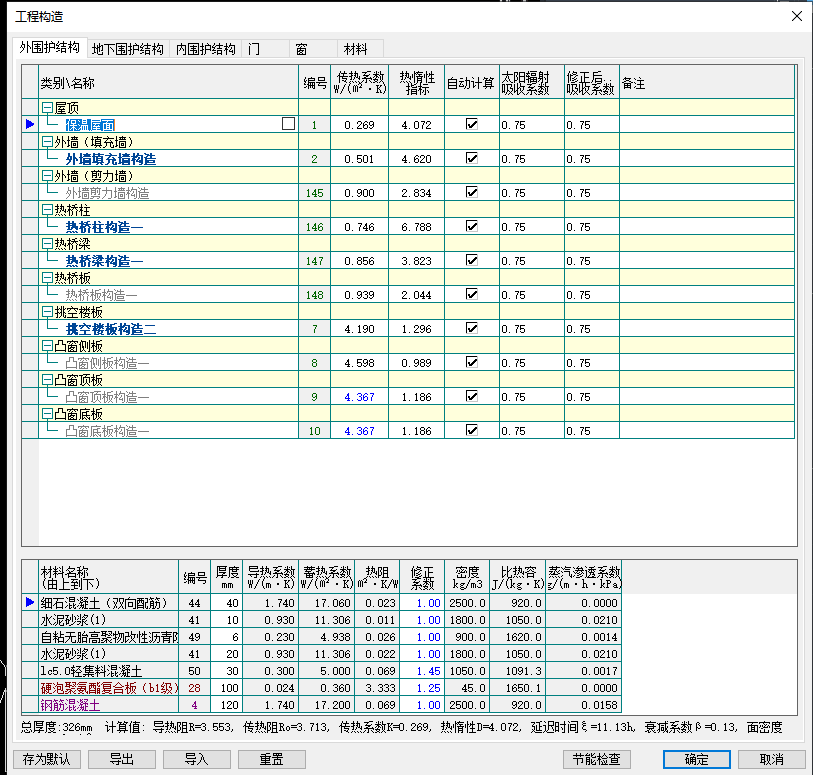 工程构造
外围护结构 地下围护结构 内围护结构 门 窗 材料
类别\名称 编号 传热系数 W/(m²·K) 热惰性 指标 自动计算 太阳辐射 吸收系数 修正后.. 吸收系数 备注
屋顶
保温屋面 1 0.269 4.072 0.75 0.75
外墙（填充墙）
外墙填充墙构造 2 0.501 4.620 0.75 0.75
外墙（剪力墙）
外墙剪力墙构造 145 0.900 2.834 0.75 0.75
热桥柱
热桥柱构造一 146 0.746 6.788 0.75 0.75
热桥梁
热桥梁构造一 147 0.856 3.823 0.75 0.75
热桥板
热桥板构造一 148 0.939 2.044 0.75 0.75
挑空楼板
挑空楼板构造二 7 4.190 1.296 0.75 0.75
凸窗侧板
凸窗侧板构造一 8 4.598 0.989 0.75 0.75
凸窗顶板
凸窗顶板构造一 9 4.367 1.186 0.75 0.75
凸窗底板
凸窗底板构造一 10 4.367 1.186 0.75 0.75
材料名称 (由上到下) 编号 厚度 mm 导热系数 W/(m·K) 蓄热系数 W/(m²·K) 热阻 m²·K/W 修正 系数 密度 kg/m3 比热容 J/(kg·K) 蒸汽渗透系数 g/(m·h·kPa)
细石混凝土（双向配筋） 44 40 1.740 17.060 0.023 1.00 2500.0 920.0 0.0000
水泥砂浆(1) 41 10 0.930 11.306 0.011 1.00 1800.0 1050.0 0.0210
自粘无胎高聚物改性沥青防 49 6 0.230 4.938 0.026 1.00 900.0 1620.0 0.0014
水泥砂浆(1) 41 20 0.930 11.306 0.022 1.00 1800.0 1050.0 0.0210
lc5.0轻集料混凝土 50 30 0.300 5.000 0.069 1.45 1050.0 1091.3 0.0017
硬泡聚氨酯复合板（b1级） 28 100 0.024 0.360 3.333 1.25 45.0 1650.1 0.0000
钢筋混凝土 4 120 1.740 17.200 0.069 1.00 2500.0 920.0 0.0158
总厚度:326mm 计算值: 导热阻R=3.553, 传热阻Ro=3.713, 传热系数K=0.269, 热惰性D=4.072, 延迟时间ξ=11.13h, 衰减系数β=0.13, 面密度
存为默认 导出 导入 重置 节能检查 确定 取消